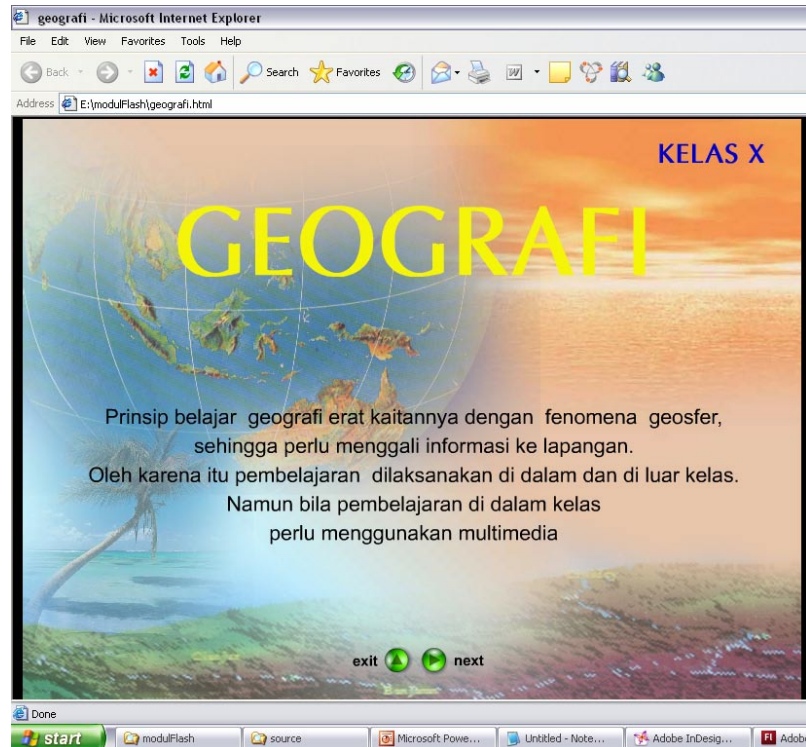 geografi - Microsoft Internet Explorer
File Edit View Favorites Tools Help
Back Search Favorites
Address E:\modulFlash\geografi.html
KELAS X
GEOGRAFI
Prinsip belajar geografi erat kaitannya dengan fenomena geosfer,
sehingga perlu menggali informasi ke lapangan.
Oleh karena itu pembelajaran dilaksanakan di dalam dan di luar kelas.
Namun bila pembelajaran di dalam kelas
perlu menggunakan multimedia
exit next
Done
start modulFlash source Microsoft Powe... Untitled - Note... Adobe InDesig... Adob